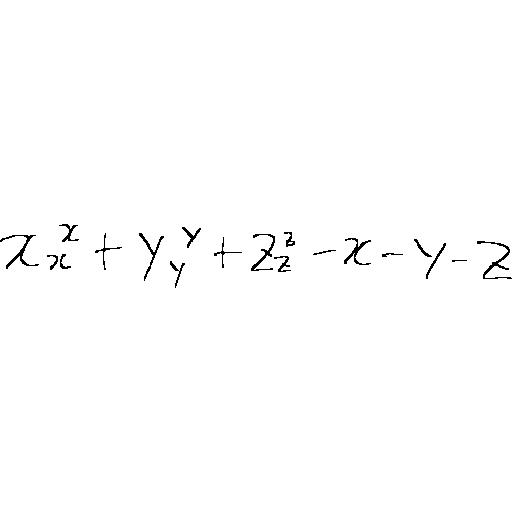 $x_x^x + y_y^y + z_z^z - x - y - z$